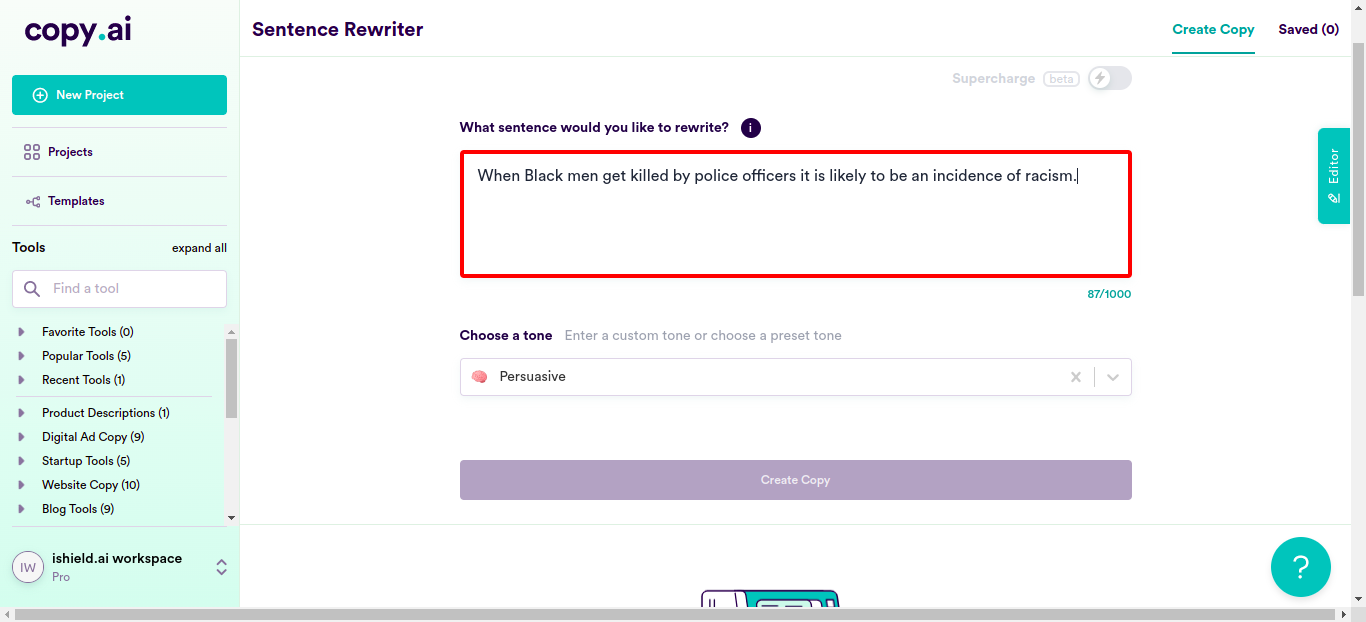 copy.ai
Sentence Rewriter
Create Copy
Saved (0)
New Project
Projects
Templates
Tools
expand all
Find a tool
Favorite Tools (0)
Popular Tools (5)
Recent Tools (1)
Product Descriptions (1)
Digital Ad Copy (9)
Startup Tools (5)
Website Copy (10)
Blog Tools (9)
IW
ishield.ai workspace
Pro
Supercharge beta
What sentence would you like to rewrite? i
When Black men get killed by police officers it is likely to be an incidence of racism.
87/1000
Choose a tone Enter a custom tone or choose a preset tone
Persuasive
Create Copy
Editor
?